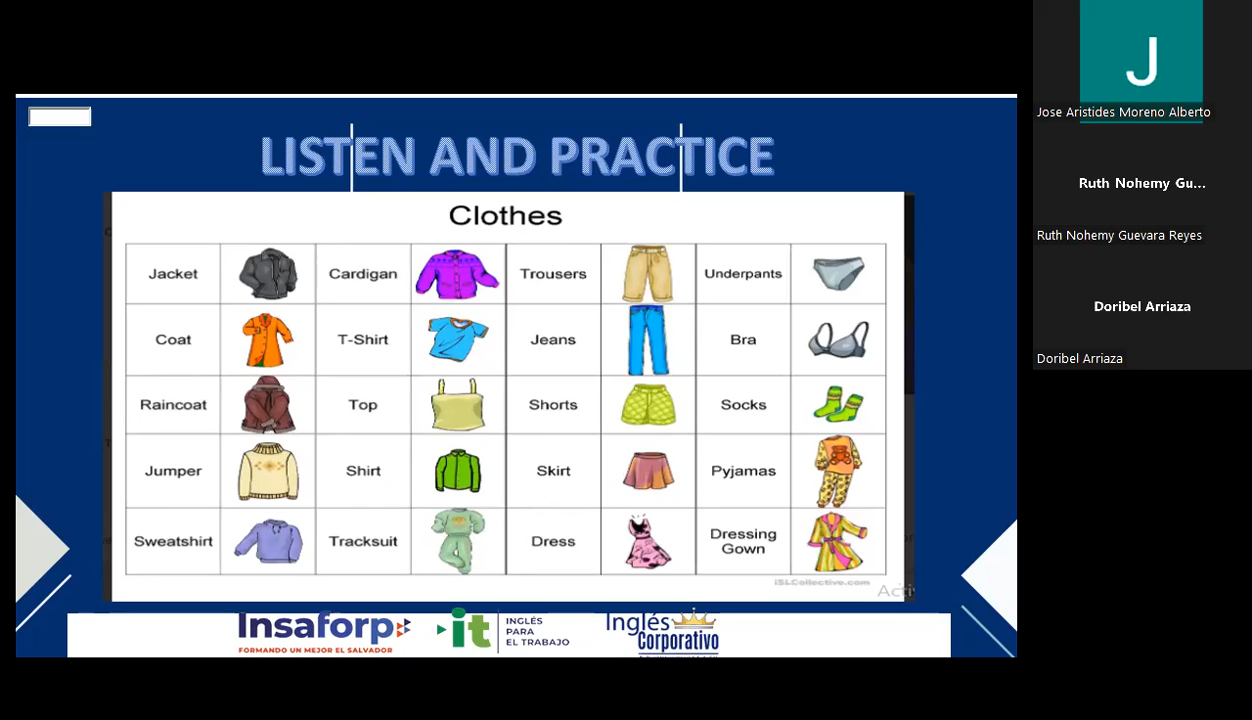 LISTEN AND PRACTICE
Clothes
Jacket Cardigan Trousers Underpants
Coat T-Shirt Jeans Bra
Raincoat Top Shorts Socks
Jumper Shirt Skirt Pyjamas
Sweatshirt Tracksuit Dress Dressing
Gown
iSLCollective.com
Insaforp
FORMANDO UN MEJOR EL SALVADOR
it
INGLÉS
PARA
EL TRABAJO
Inglés
Corporativo
J
Jose Aristides Moreno Alberto
Ruth Nohemy Gu...
Ruth Nohemy Guevara Reyes
Doribel Arriaza
Doribel Arriaza